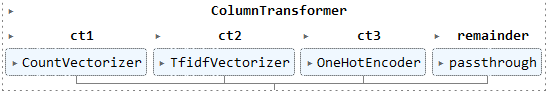 ColumnTransformer
ct1 ct2 ct3 remainder
CountVectorizer TfidfVectorizer OneHotEncoder passthrough